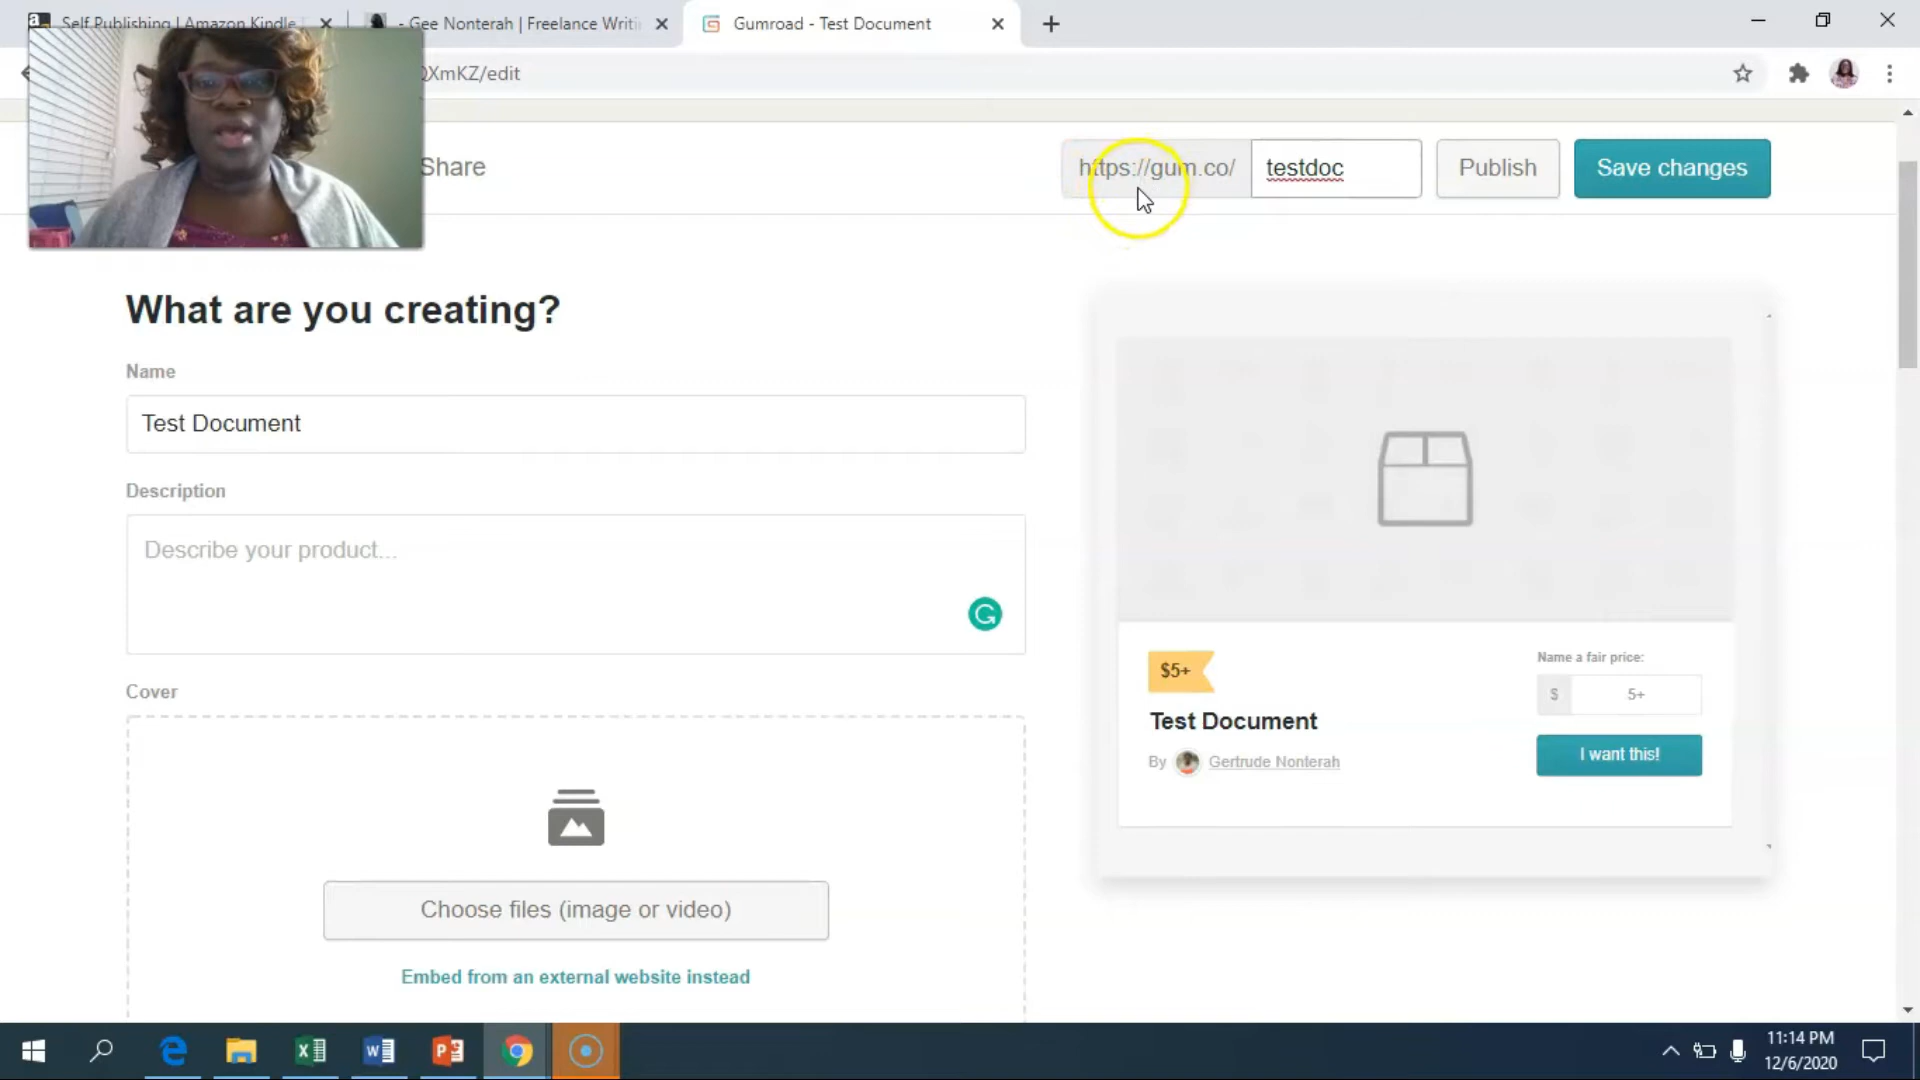 Self Publishing | Amazon Kindle
- Gee Nonterah | Freelance Writi
Gumroad - Test Document
QXmKZ/edit
Share
https://gum.co/
testdoc
Publish
Save changes
What are you creating?
Name
Test Document
Description
Describe your product...
Cover
Choose files (image or video)
Embed from an external website instead
$5+
Name a fair price:
$
5+
Test Document
I want this!
By
Gertrude Nonterah
11:14 PM
12/6/2020